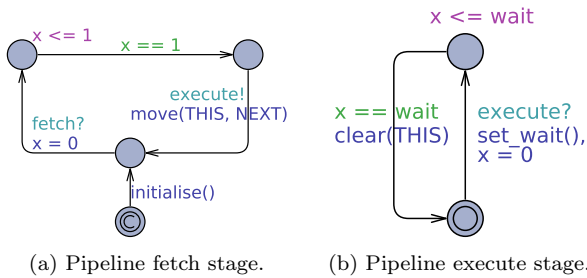 x <= 1
x == 1
execute!
move(THIS, NEXT)
fetch?
x = 0
initialise()
C
(a) Pipeline fetch stage.
x <= wait
x == wait
clear(THIS)
execute?
set_wait(),
x = 0
(b) Pipeline execute stage.